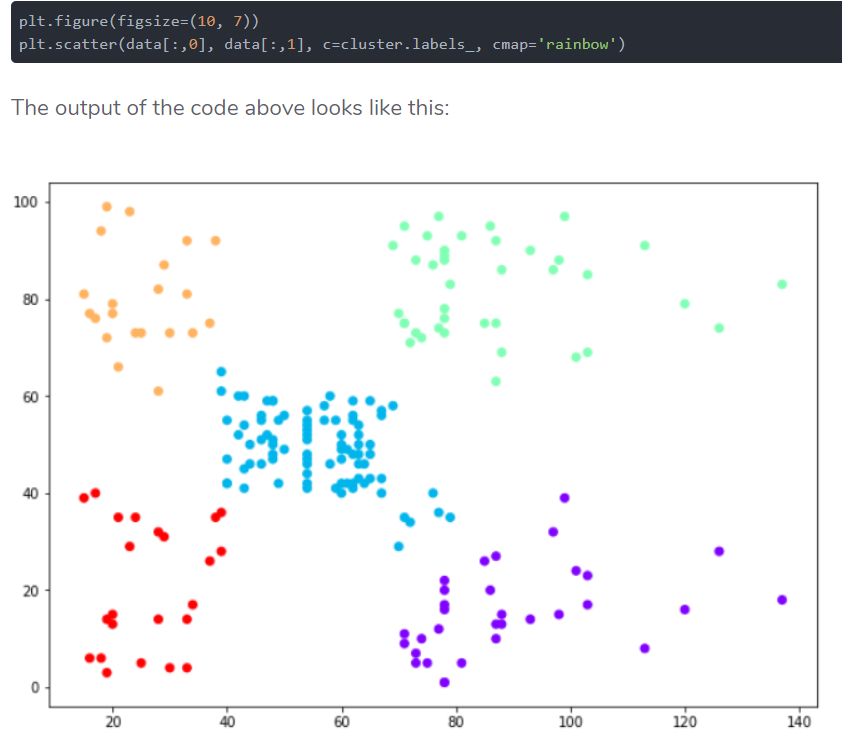 plt.figure(figsize=(10, 7))
plt.scatter(data[:,0], data[:,1], c=cluster.labels_, cmap='rainbow')
The output of the code above looks like this:
100
80
60
40
20
0
20 40 60 80 100 120 140